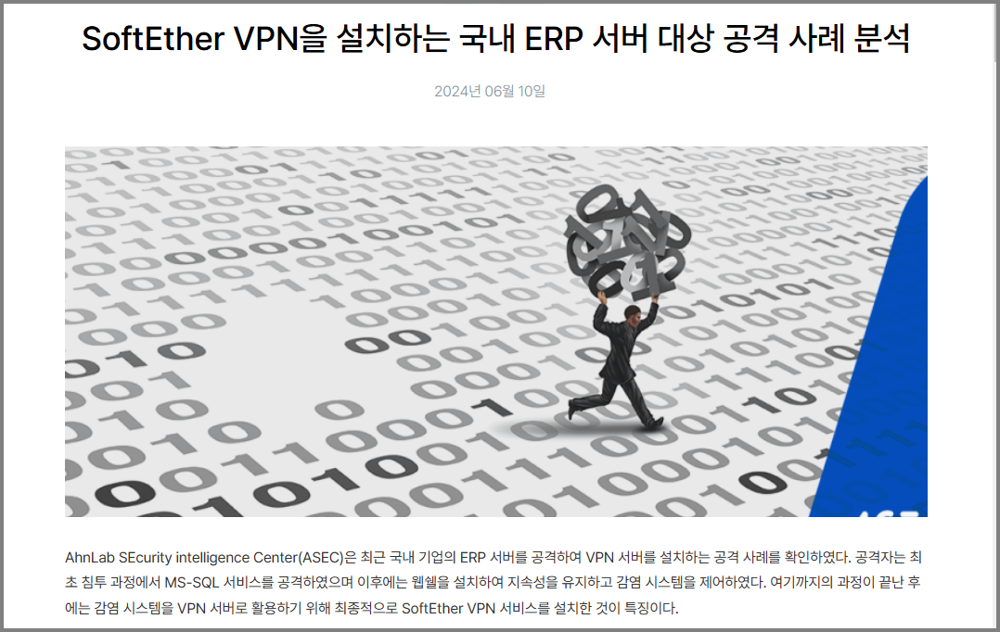 SoftEther VPN을 설치하는 국내 ERP 서버 대상 공격 사례 분석
2024년 06월 10일
AhnLab SEcurity intelligence Center(ASEC)은 최근 국내 기업의 ERP 서버를 공격하여 VPN 서버를 설치하는 공격 사례를 확인하였다. 공격자는 최
초 침투 과정에서 MS-SQL 서비스를 공격하였으며 이후에는 웹쉘을 설치하여 지속성을 유지하고 감염 시스템을 제어하였다. 여기까지의 과정이 끝난 후
에는 감염 시스템을 VPN 서버로 활용하기 위해 최종적으로 SoftEther VPN 서비스를 설치한 것이 특징이다.